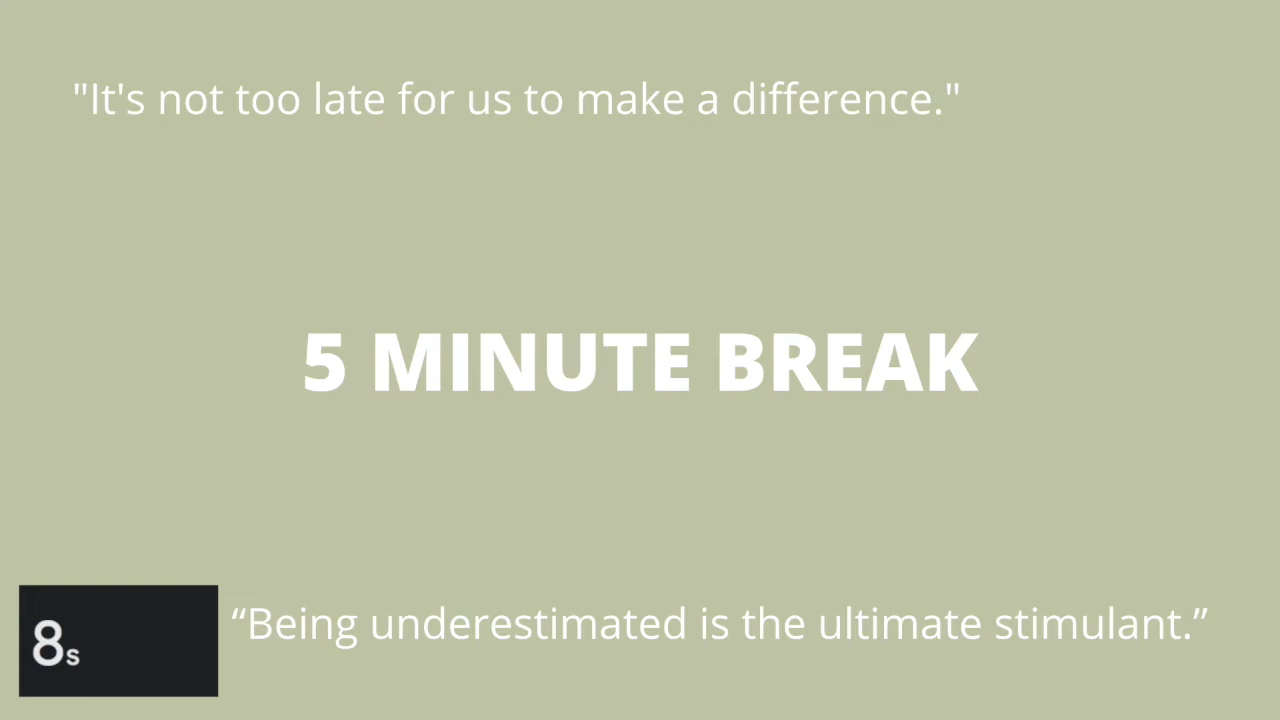 "It's not too late for us to make a difference."
5 MINUTE BREAK
8s
“Being underestimated is the ultimate stimulant.”